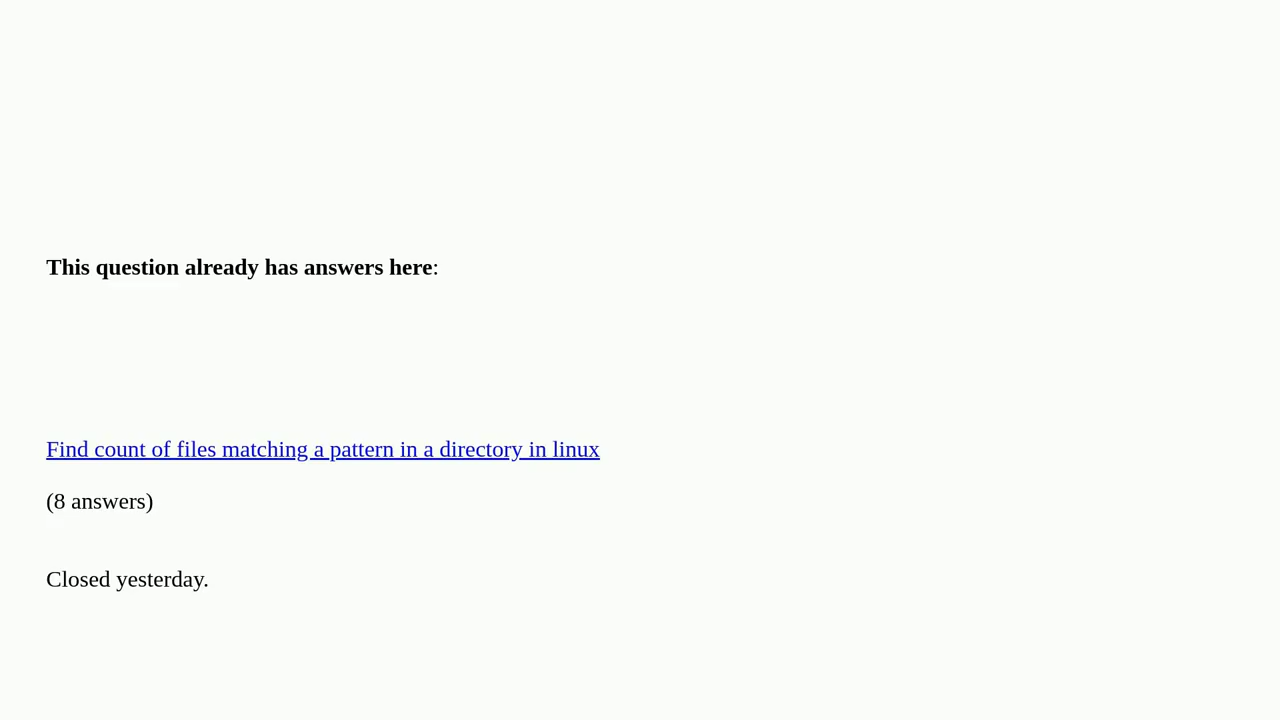 This question already has answers here:
Find count of files matching a pattern in a directory in linux
(8 answers)
Closed yesterday.